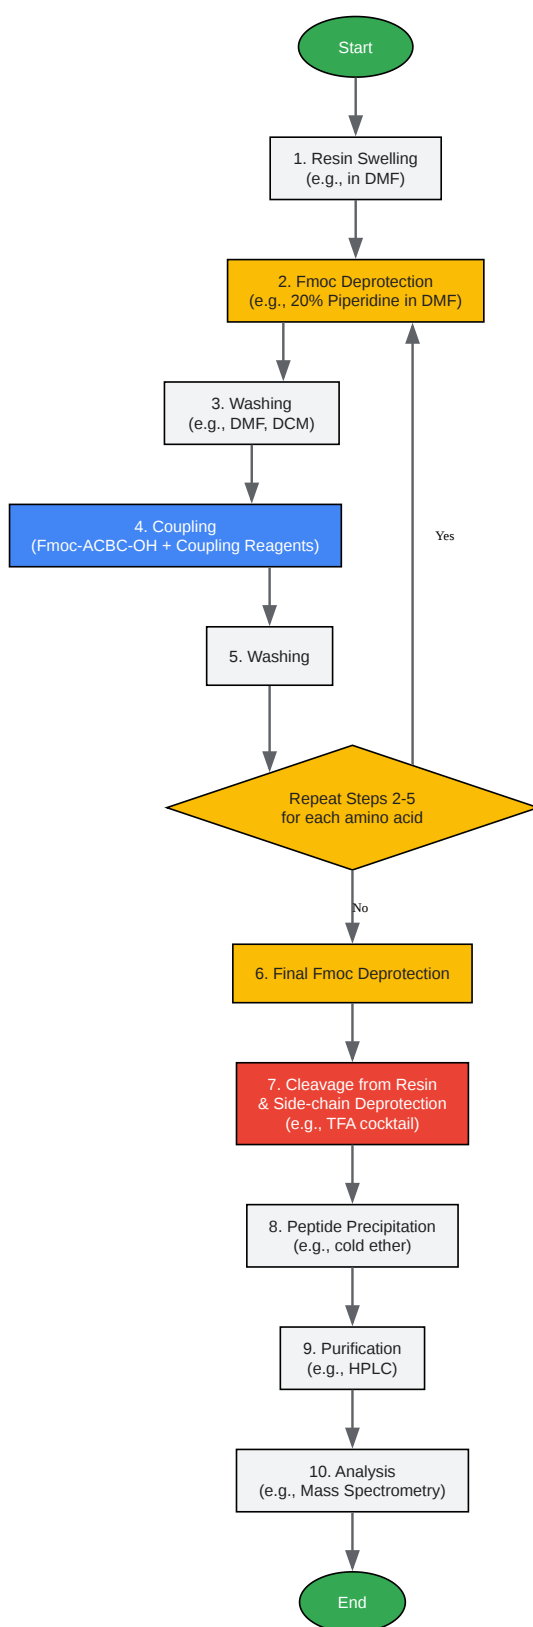 Start
1. Resin Swelling
(e.g., in DMF)
2. Fmoc Deprotection
(e.g., 20% Piperidine in DMF)
3. Washing
(e.g., DMF, DCM)
4. Coupling
(Fmoc-ACBC-OH + Coupling Reagents)
Yes
5. Washing
Repeat Steps 2-5
for each amino acid
No
6. Final Fmoc Deprotection
7. Cleavage from Resin
& Side-chain Deprotection
(e.g., TFA cocktail)
8. Peptide Precipitation
(e.g., cold ether)
9. Purification
(e.g., HPLC)
10. Analysis
(e.g., Mass Spectrometry)
End